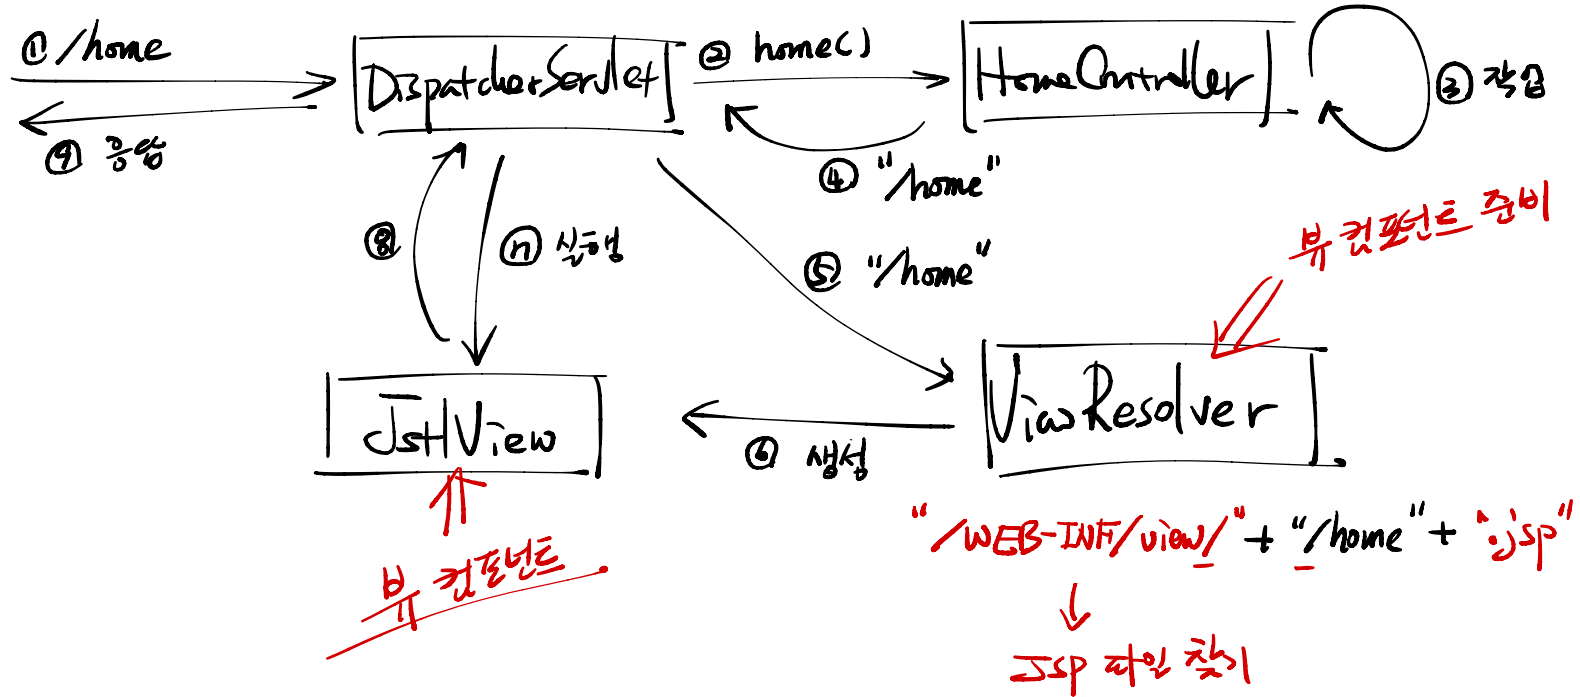 ① /home
DispatcherServlet
② home()
HomeController
③ 작업
④ "/home"
⑨ 응답
⑧
⑦ 실행
⑤ "/home"
뷰 컴포넌트 준비
JstlView
⑥ 생성
ViewResolver
뷰 컴포넌트
"/WEB-INF/view/" + "/home" + ".jsp"
Jsp 파일 찾기